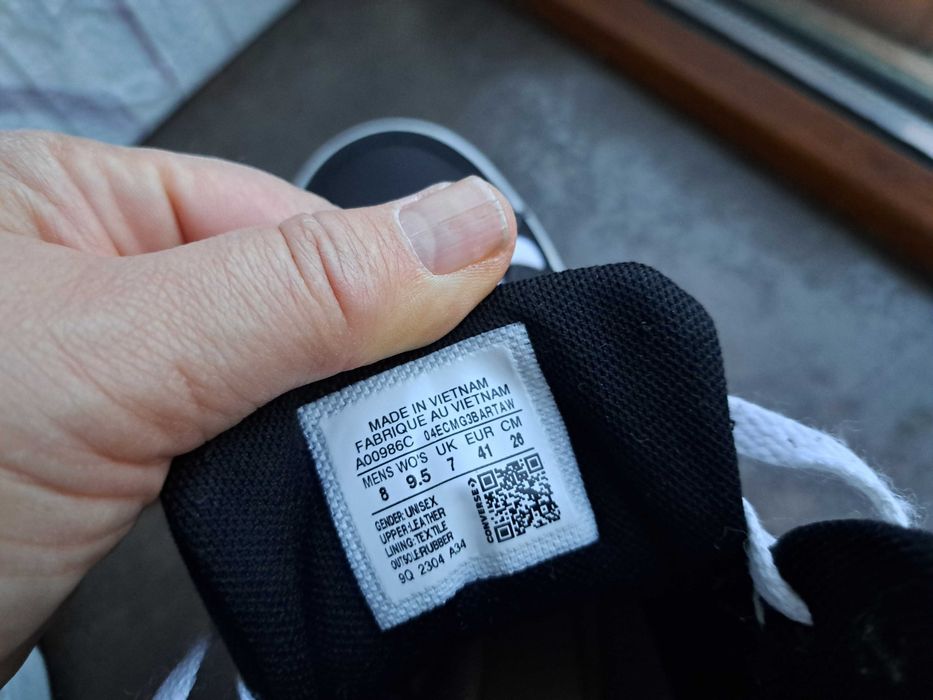 MADE IN VIETNAM
FABRIQUE AU VIETNAM
A00986C 04ECMG3BARTAW
MENS WO'S UK EUR CM
8 9.5 7 41 26
GENDER: UNISEX
UPPER: LEATHER
LINING: TEXTILE
OUTSOLE: RUBBER
9Q 2304 A34
CONVERSE